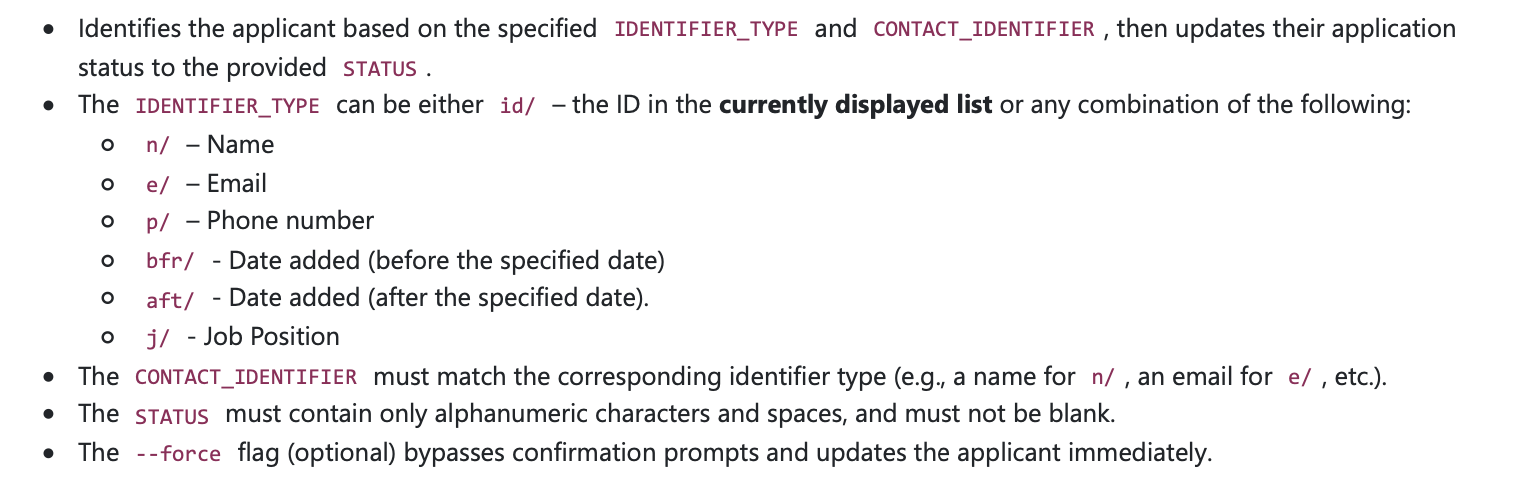 • Identifies the applicant based on the specified IDENTIFIER_TYPE and CONTACT_IDENTIFIER , then updates their application
status to the provided STATUS .
• The IDENTIFIER_TYPE can be either id/ – the ID in the currently displayed list or any combination of the following:
○ n/ – Name
○ e/ – Email
○ p/ – Phone number
○ bfr/ - Date added (before the specified date)
○ aft/ - Date added (after the specified date).
○ j/ - Job Position
• The CONTACT_IDENTIFIER must match the corresponding identifier type (e.g., a name for n/ , an email for e/ , etc.).
• The STATUS must contain only alphanumeric characters and spaces, and must not be blank.
• The --force flag (optional) bypasses confirmation prompts and updates the applicant immediately.